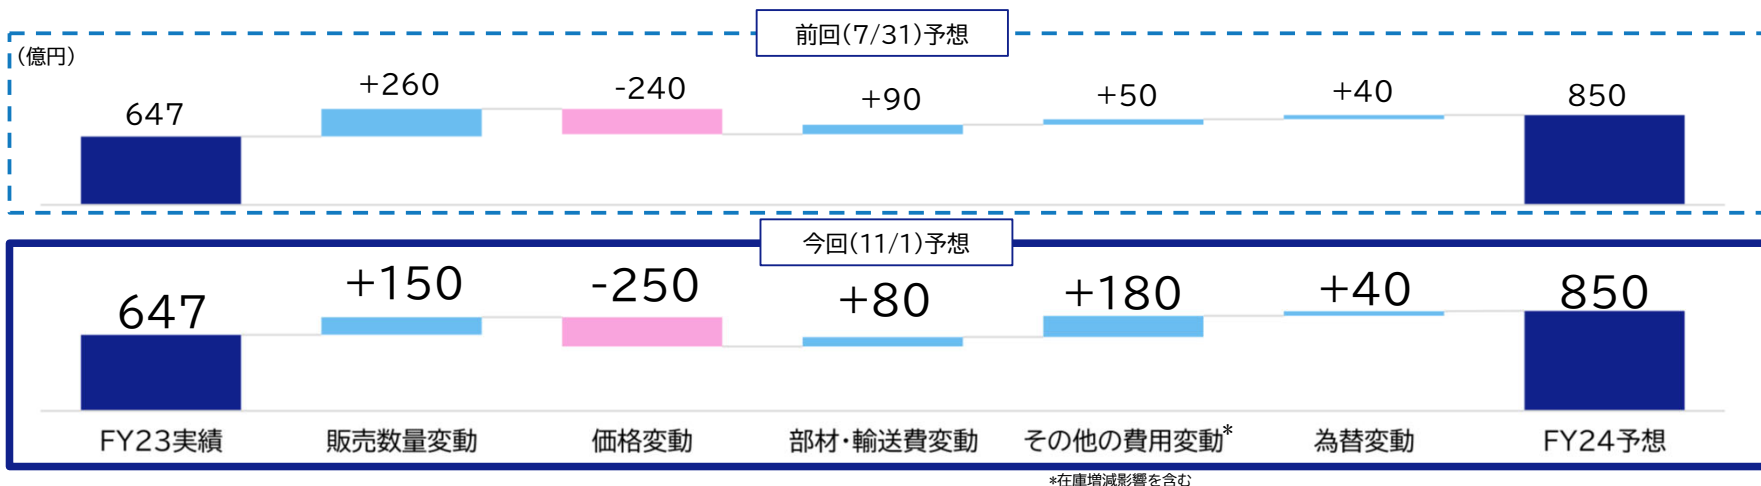 前回(7/31)予想
(億円)
647 +260 -240 +90 +50 +40 850
今回(11/1)予想
647 +150 -250 +80 +180 +40 850
FY23実績 販売数量変動 価格変動 部材・輸送費変動 その他の費用変動* 為替変動 FY24予想
*在庫増減影響を含む